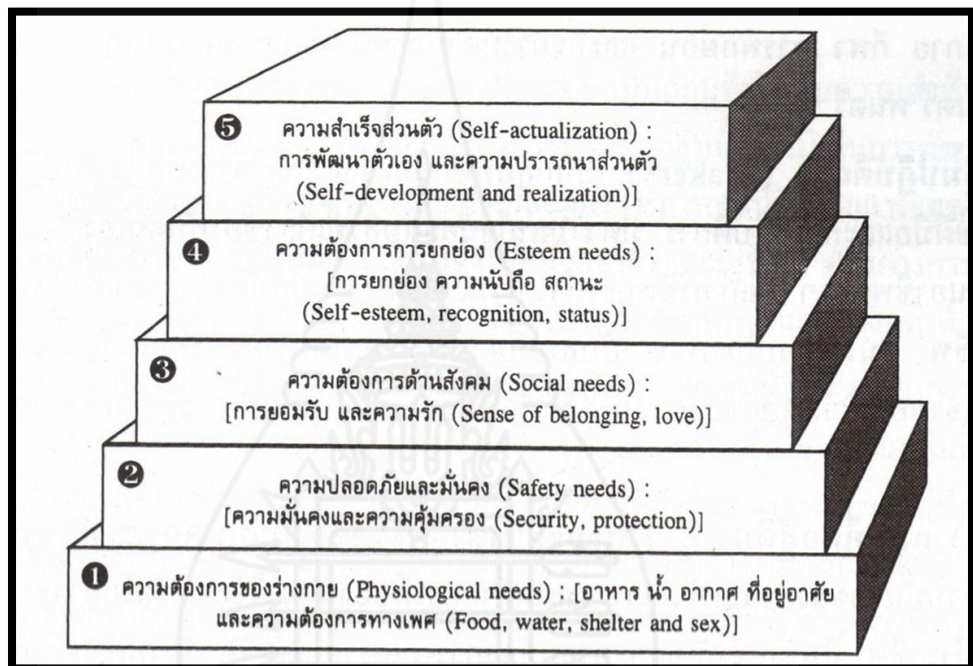 ❺ ความสำเร็จส่วนตัว (Self-actualization) :
การพัฒนาตัวเอง และความปรารถนาส่วนตัว
(Self-development and realization)]
❹ ความต้องการการยกย่อง (Esteem needs) :
[การยกย่อง ความนับถือ สถานะ
(Self-esteem, recognition, status)]
❸ ความต้องการด้านสังคม (Social needs) :
[การยอมรับ และความรัก (Sense of belonging, love)]
❷ ความปลอดภัยและมั่นคง (Safety needs) :
[ความมั่นคงและความคุ้มครอง (Security, protection)]
❶ ความต้องการของร่างกาย (Physiological needs) : [อาหาร น้ำ อากาศ ที่อยู่อาศัย
และความต้องการทางเพศ (Food, water, shelter and sex)]